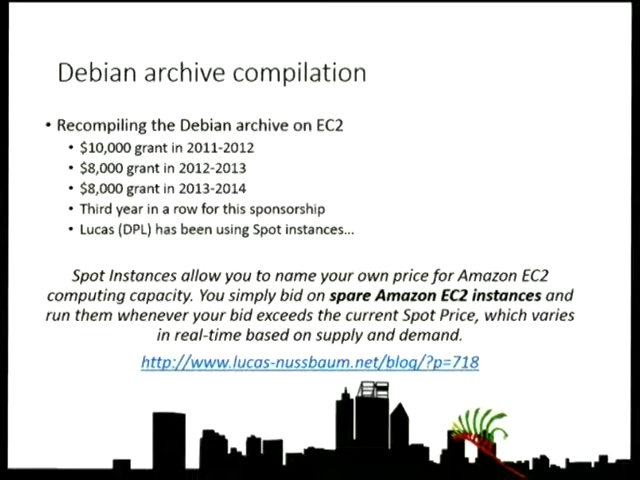 Debian archive compilation
• Recompiling the Debian archive on EC2
• $10,000 grant in 2011-2012
• $8,000 grant in 2012-2013
• $8,000 grant in 2013-2014
• Third year in a row for this sponsorship
• Lucas (DPL) has been using Spot instances...
Spot Instances allow you to name your own price for Amazon EC2
computing capacity. You simply bid on spare Amazon EC2 instances and
run them whenever your bid exceeds the current Spot Price, which varies
in real-time based on supply and demand.
http://www.lucas-nussbaum.net/blog/?p=718